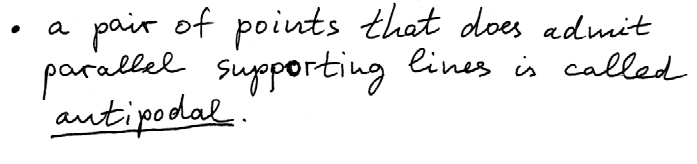 • a pair of points that does admit
parallel supporting lines is called
antipodal.